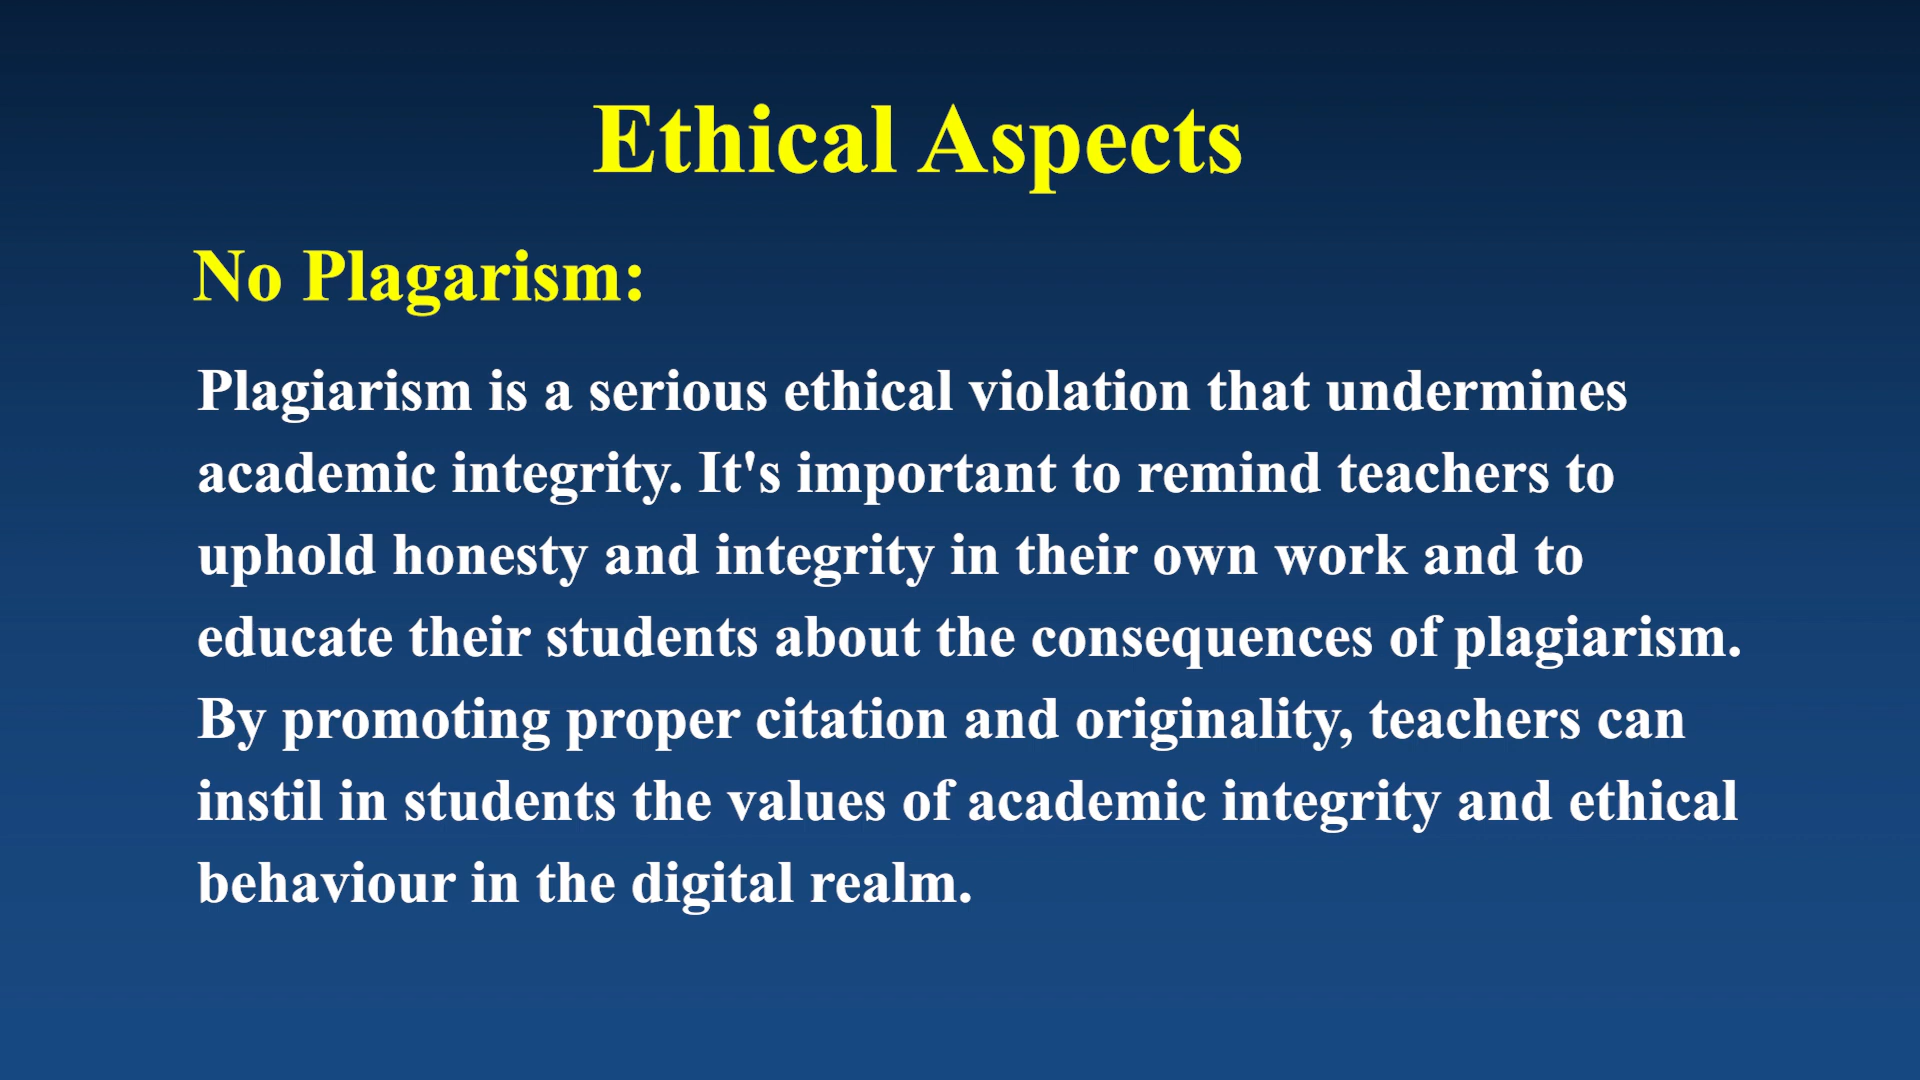 Ethical Aspects
No Plagarism:
Plagiarism is a serious ethical violation that undermines
academic integrity. It's important to remind teachers to
uphold honesty and integrity in their own work and to
educate their students about the consequences of plagiarism.
By promoting proper citation and originality, teachers can
instil in students the values of academic integrity and ethical
behaviour in the digital realm.